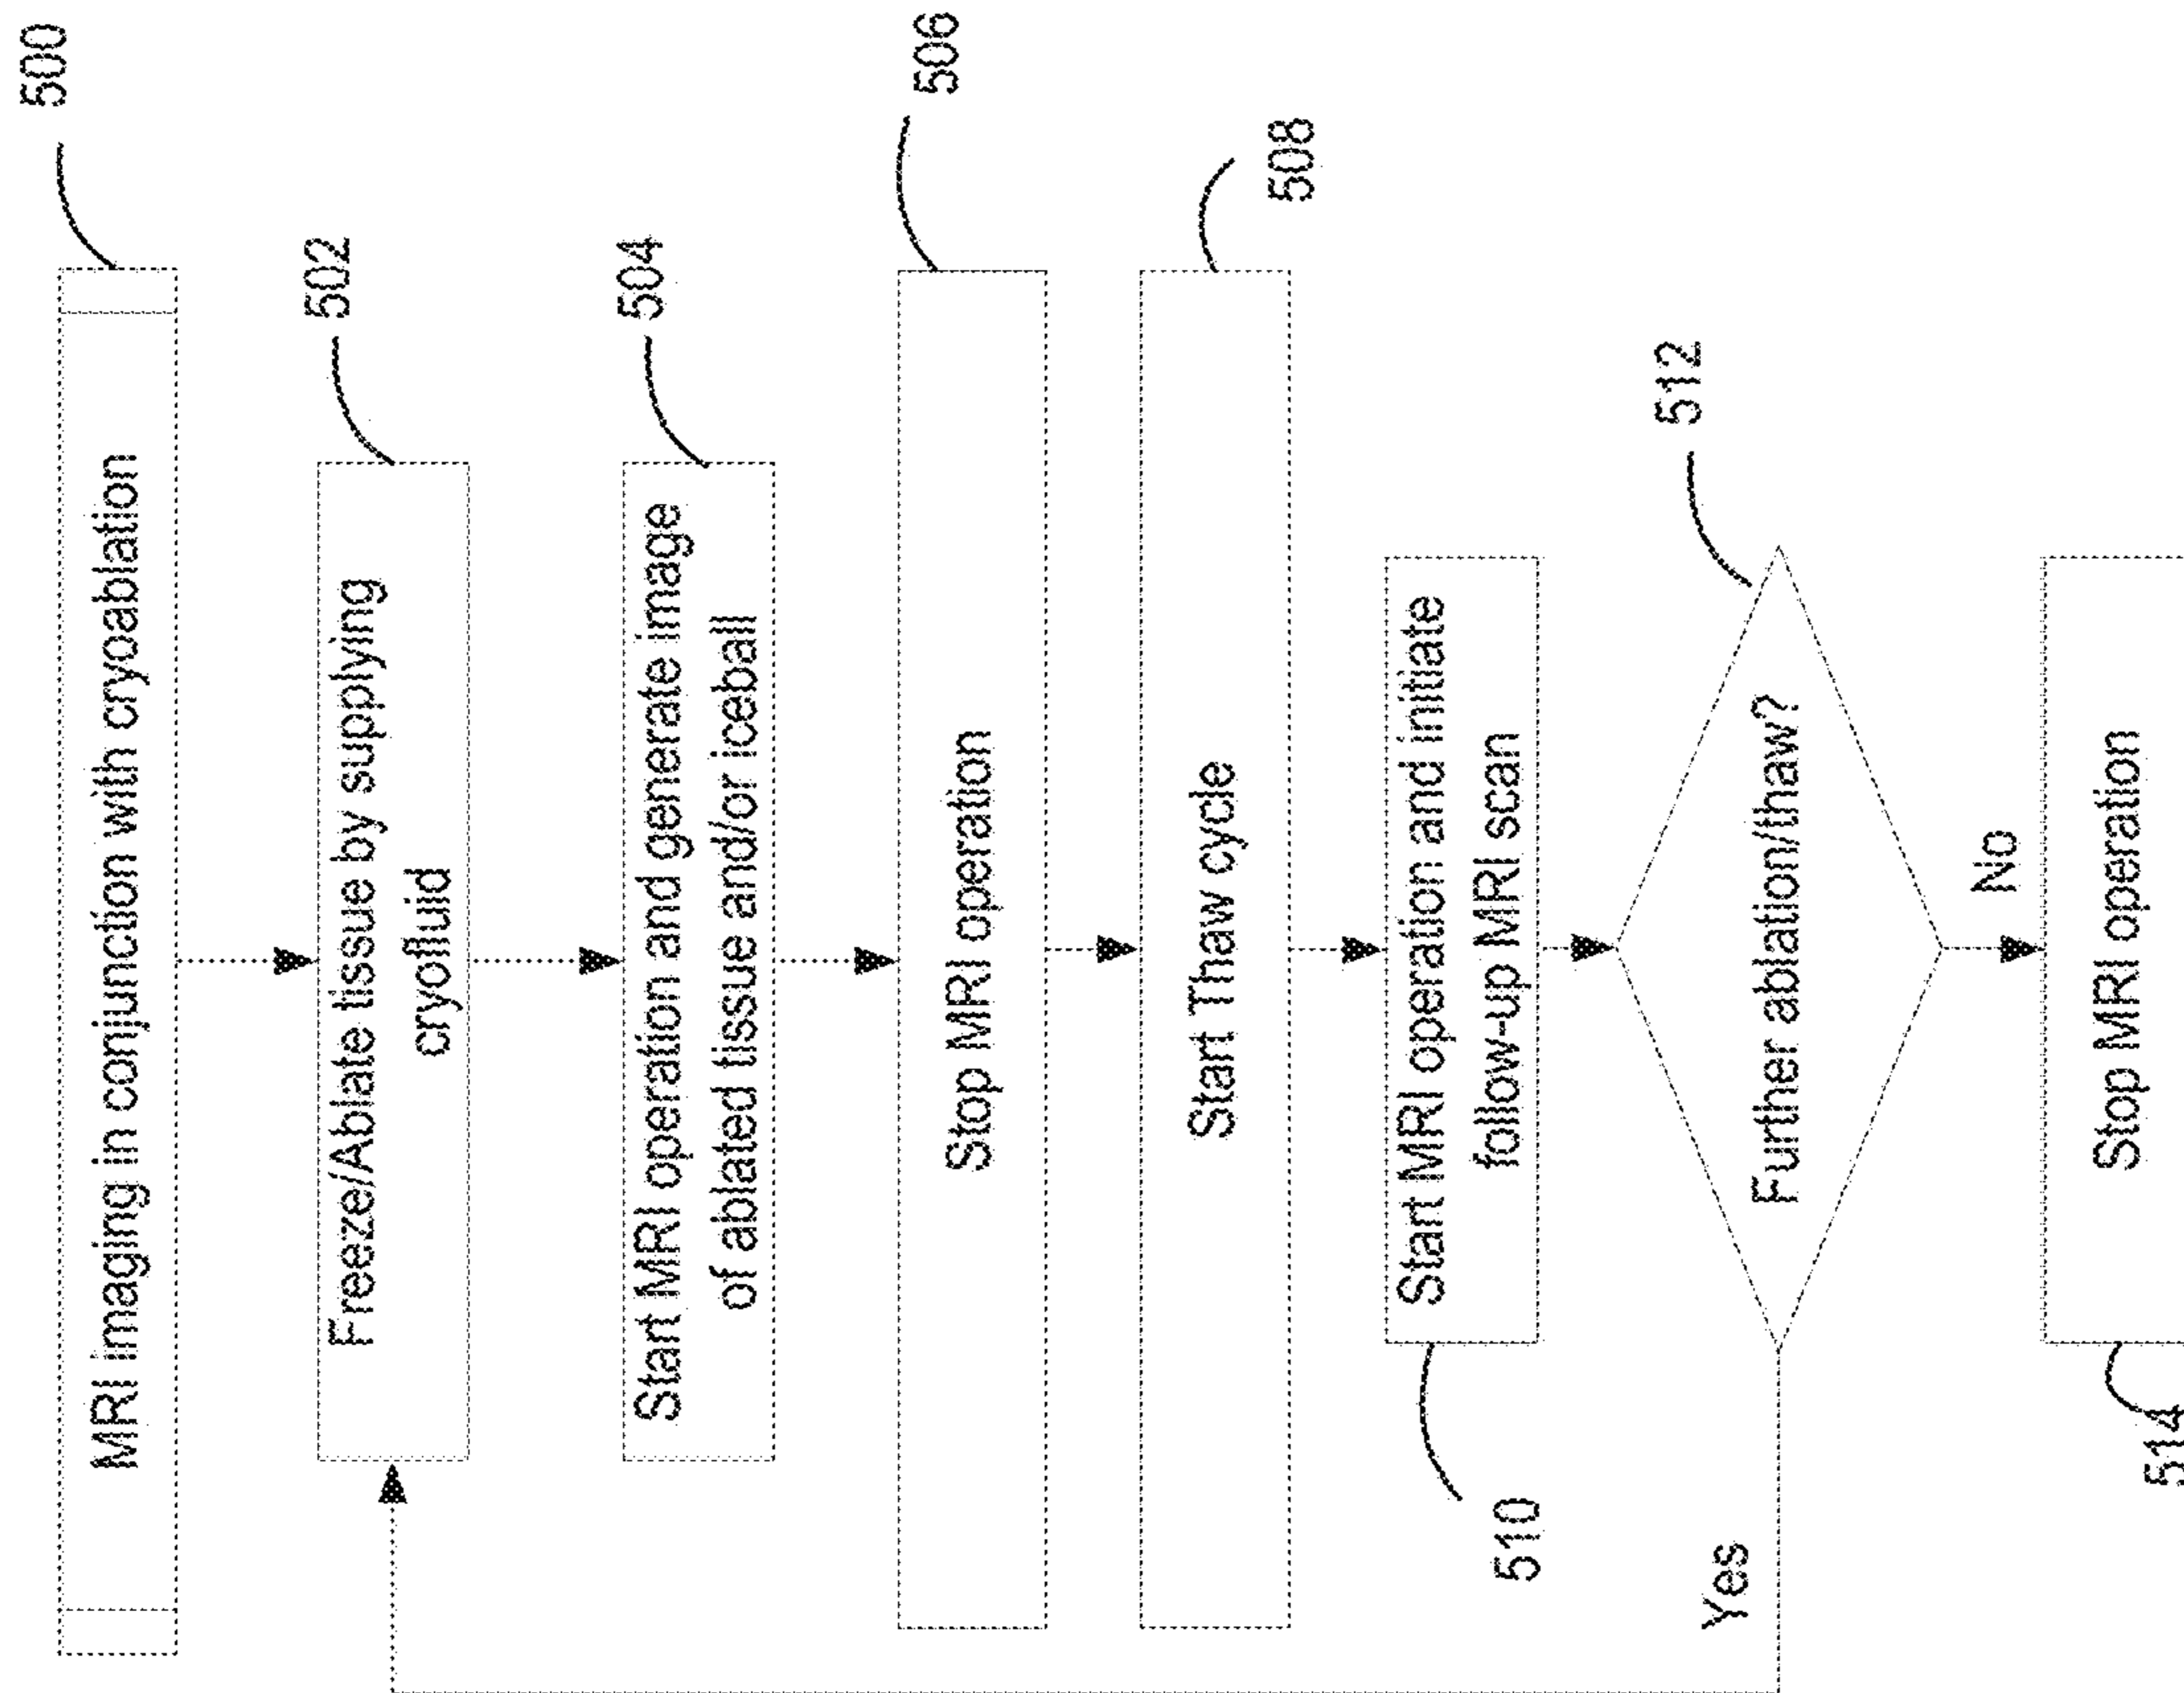 500
MRI imaging in conjunction with cryoablation
502
Freeze/Ablate tissue by supplying
cryofluid
504
Start MRI operation and generate image
of ablated tissue and/or iceball
506
Stop MRI operation
508
Start Thaw cycle
510
Start MRI operation and initiate
follow-up MRI scan
512
Further ablation/thaw?
Yes
No
514
Stop MRI operation